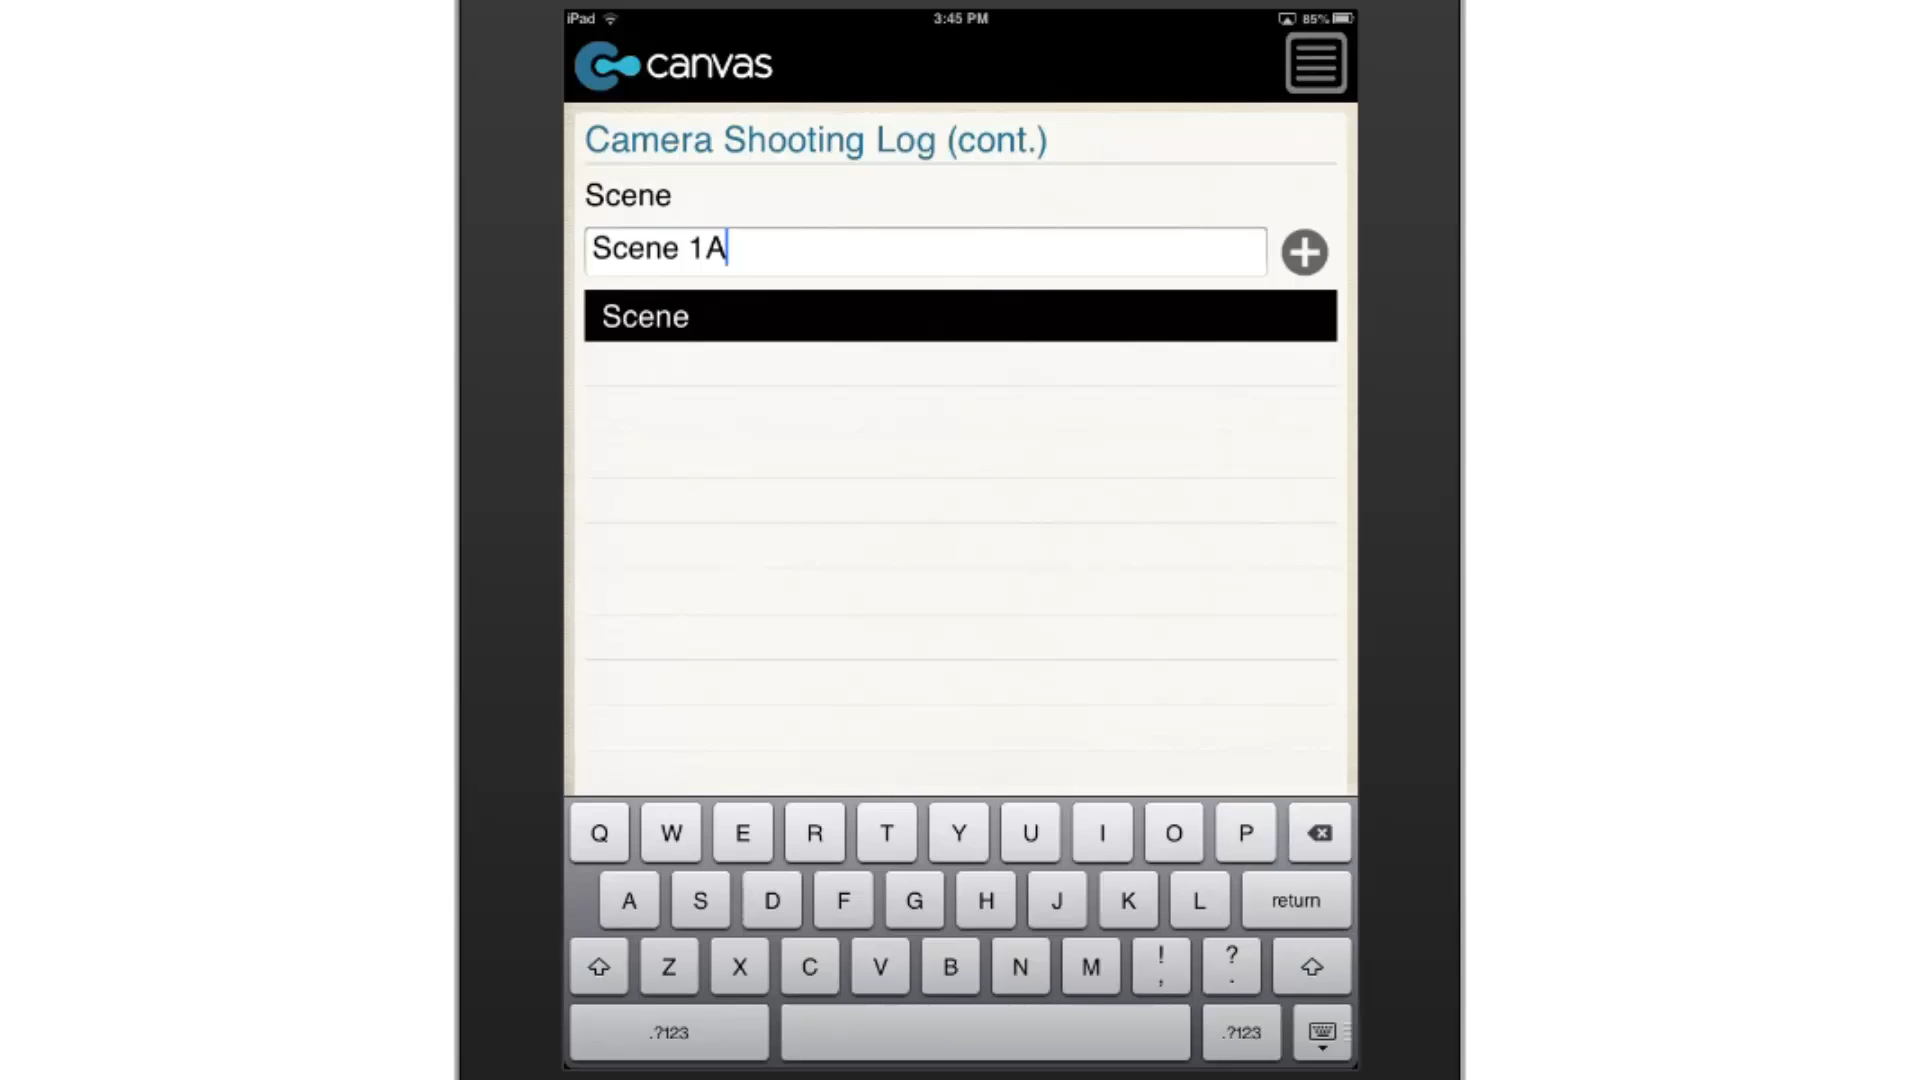 iPad 3:45 PM 85%
canvas
Camera Shooting Log (cont.)
Scene
Scene 1A
Scene
Q W E R T Y U I O P
A S D F G H J K L return
Z X C V B N M ! , ? .
.?123 .?123